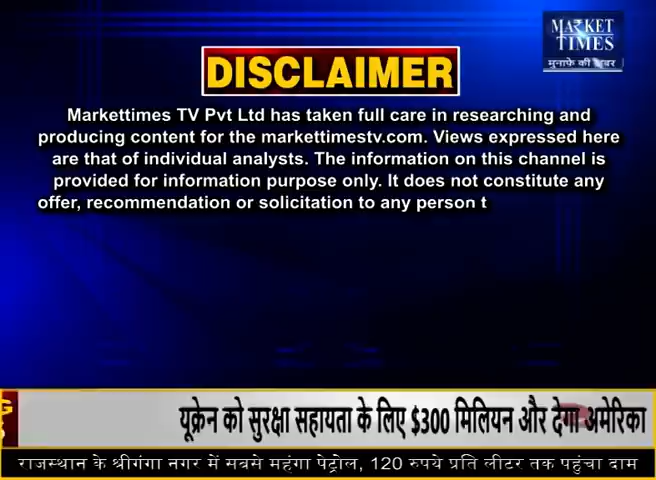 MARKET
TIMES
मुनाफे की खबर
DISCLAIMER
Markettimes TV Pvt Ltd has taken full care in researching and
producing content for the markettimestv.com. Views expressed here
are that of individual analysts. The information on this channel is
provided for information purpose only. It does not constitute any
offer, recommendation or solicitation to any person t
यूक्रेन को सुरक्षा सहायता के लिए $300 मिलियन और देगा अमेरिका
राजस्थान के श्रीगंगा नगर में सबसे महंगा पेट्रोल, 120 रुपये प्रति लीटर तक पहुंचा दाम